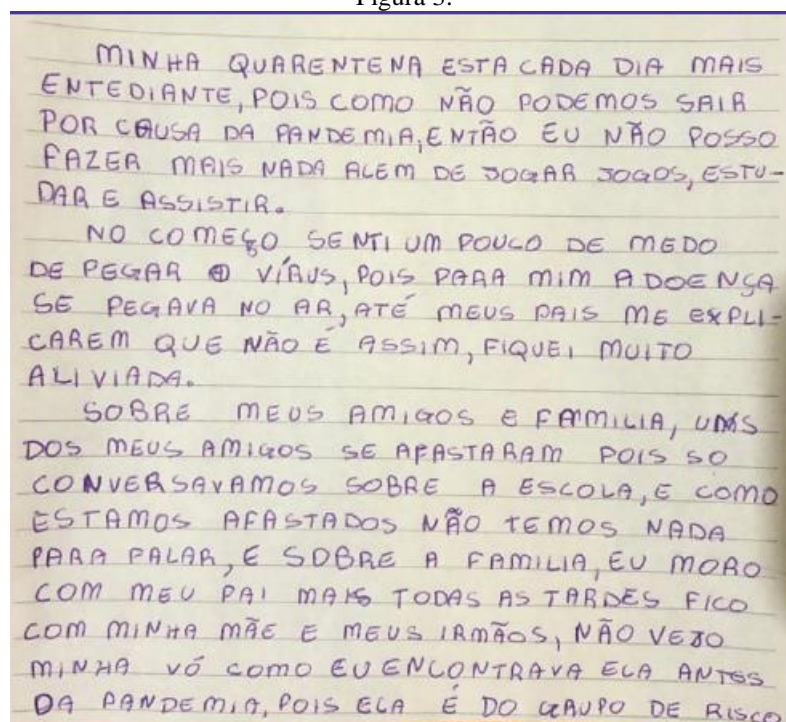 Figura 3.
MINHA QUARENTENA ESTA CADA DIA MAIS
ENTEDIANTE, POIS COMO NÃO PODEMOS SAIR
POR CAUSA DA PANDEMIA, ENTÃO EU NÃO POSSO
FAZER MAIS NADA ALEM DE JOGAR JOGOS, ESTU-
DAR E ASSISTIR.
NO COMEÇO SENTI UM POUCO DE MEDO
DE PEGAR O VÍRUS, POIS PARA MIM A DOENÇA
SE PEGAVA NO AR, ATÉ MEUS PAIS ME EXPLI-
CAREM QUE NÃO É ASSIM, FIQUEI MUITO
ALIVIADA.
SOBRE MEUS AMIGOS E FAMILIA, UNS
DOS MEUS AMIGOS SE AFASTARAM POIS SO
CONVERSAVAMOS SOBRE A ESCOLA, E COMO
ESTAMOS AFASTADOS NÃO TEMOS NADA
PARA FALAR, E SOBRE A FAMILIA, EU MORO
COM MEU PAI MAIS TODAS AS TARDES FICO
COM MINHA MÃE E MEUS IRMÃOS, NÃO VEJO
MINHA VÓ COMO EU ENCONTRAVA ELA ANTES
DA PANDEMIA, POIS ELA É DO GRUPO DE RISCO